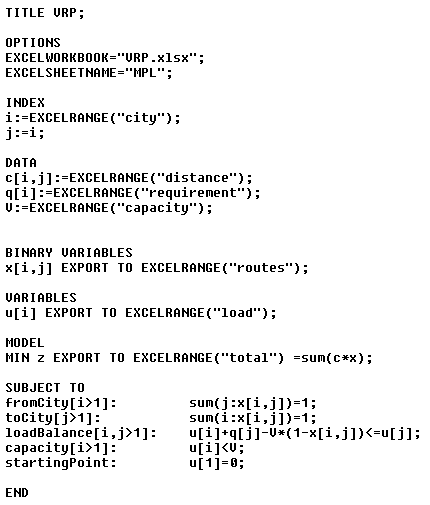 TITLE VRP;
OPTIONS
EXCELWORKBOOK="VRP.xlsx";
EXCELSHEETNAME="MPL";
INDEX
i:=EXCELRANGE("city");
j:=i;
DATA
c[i,j]:=EXCELRANGE("distance");
q[i]:=EXCELRANGE("requirement");
V:=EXCELRANGE("capacity");
BINARY VARIABLES
x[i,j] EXPORT TO EXCELRANGE("routes");
VARIABLES
u[i] EXPORT TO EXCELRANGE("load");
MODEL
MIN z EXPORT TO EXCELRANGE("total") =sum(c*x);
SUBJECT TO
fromCity[i>1]: sum(j:x[i,j])=1;
toCity[j>1]: sum(i:x[i,j])=1;
loadBalance[i,j>1]: u[i]+q[j]-V*(1-x[i,j])<=u[j];
capacity[i>1]: u[i]<V;
startingPoint: u[1]=0;
END